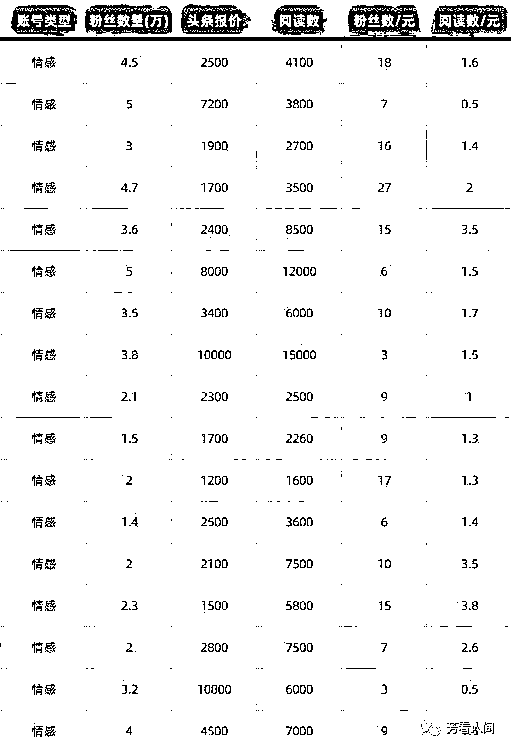 账号类型 粉丝数量(万) 头条报价 阅读数 粉丝数/元 阅读数/元
情感 4.5 2500 4100 18 1.6
情感 5 7200 3800 7 0.5
情感 3 1900 2700 16 1.4
情感 4.7 1700 3500 27 2
情感 3.6 2400 8500 15 3.5
情感 5 8000 12000 6 1.5
情感 3.5 3400 6000 10 1.7
情感 3.8 10000 15000 3 1.5
情感 2.1 2300 2500 9 1
情感 1.5 1700 2260 9 1.3
情感 2 1200 1600 17 1.3
情感 1.4 2500 3600 6 1.4
情感 2 2100 7500 10 3.5
情感 2.3 1500 5800 15 3.8
情感 2 2800 7500 7 2.6
情感 3.2 10800 6000 3 0.5
情感 4 4500 7000 9